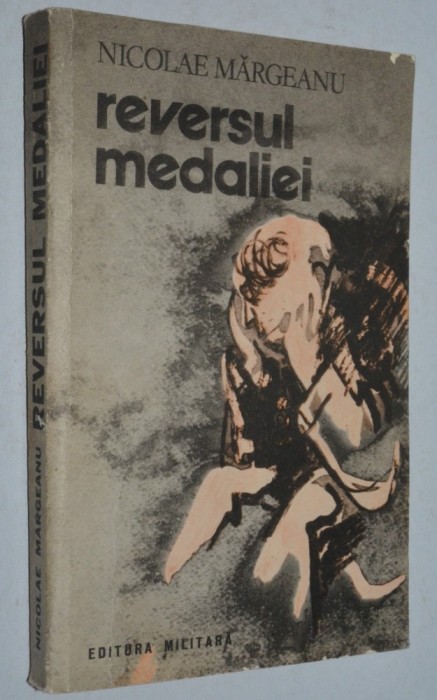 NICOLAE MĂRGEANU
reversul
medaliei
EDITURA MILITARĂ
NICOLAE MĂRGEANU REVERSUL MEDALIEI